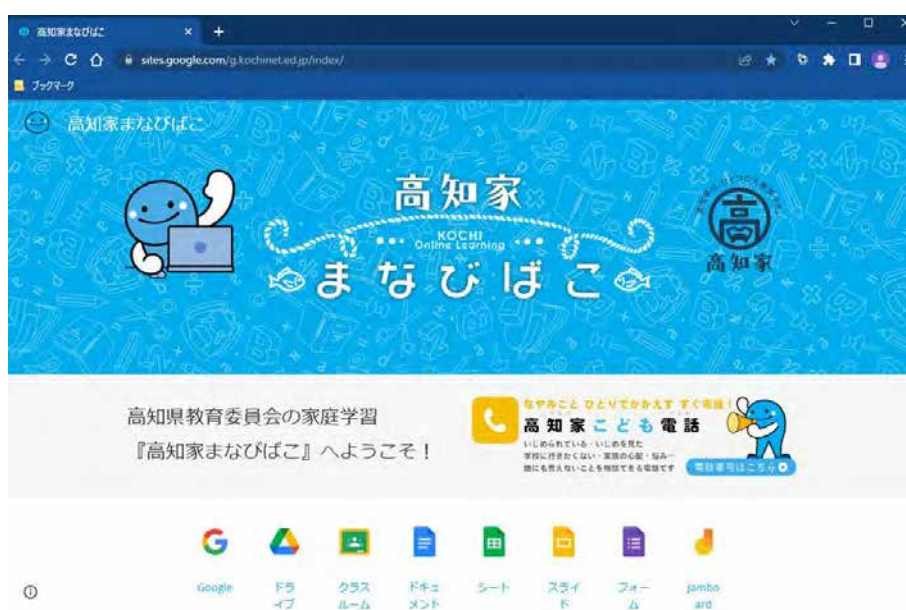 高知家まなびばこ
sites.google.com/g.kochinet.ed.jp/index/
ブックマーク
高知家まなびばこ
高知家
KOCHI
Online Learning
まなびばこ
高
高知家
高知県教育委員会の家庭学習
『高知家まなびばこ』へようこそ！
なやみごと ひとりでかかえず すぐ電話！
高知家こども電話
いじめられている・いじめを見た
学校に行きたくない・家族の心配・悩み…
誰にも言えないことを相談できる電話です
電話番号はこちら
Google
ドラ
イブ
クラス
ルーム
ドキュ
メント
シート
スライ
ド
フォー
ム
Jambo
ard